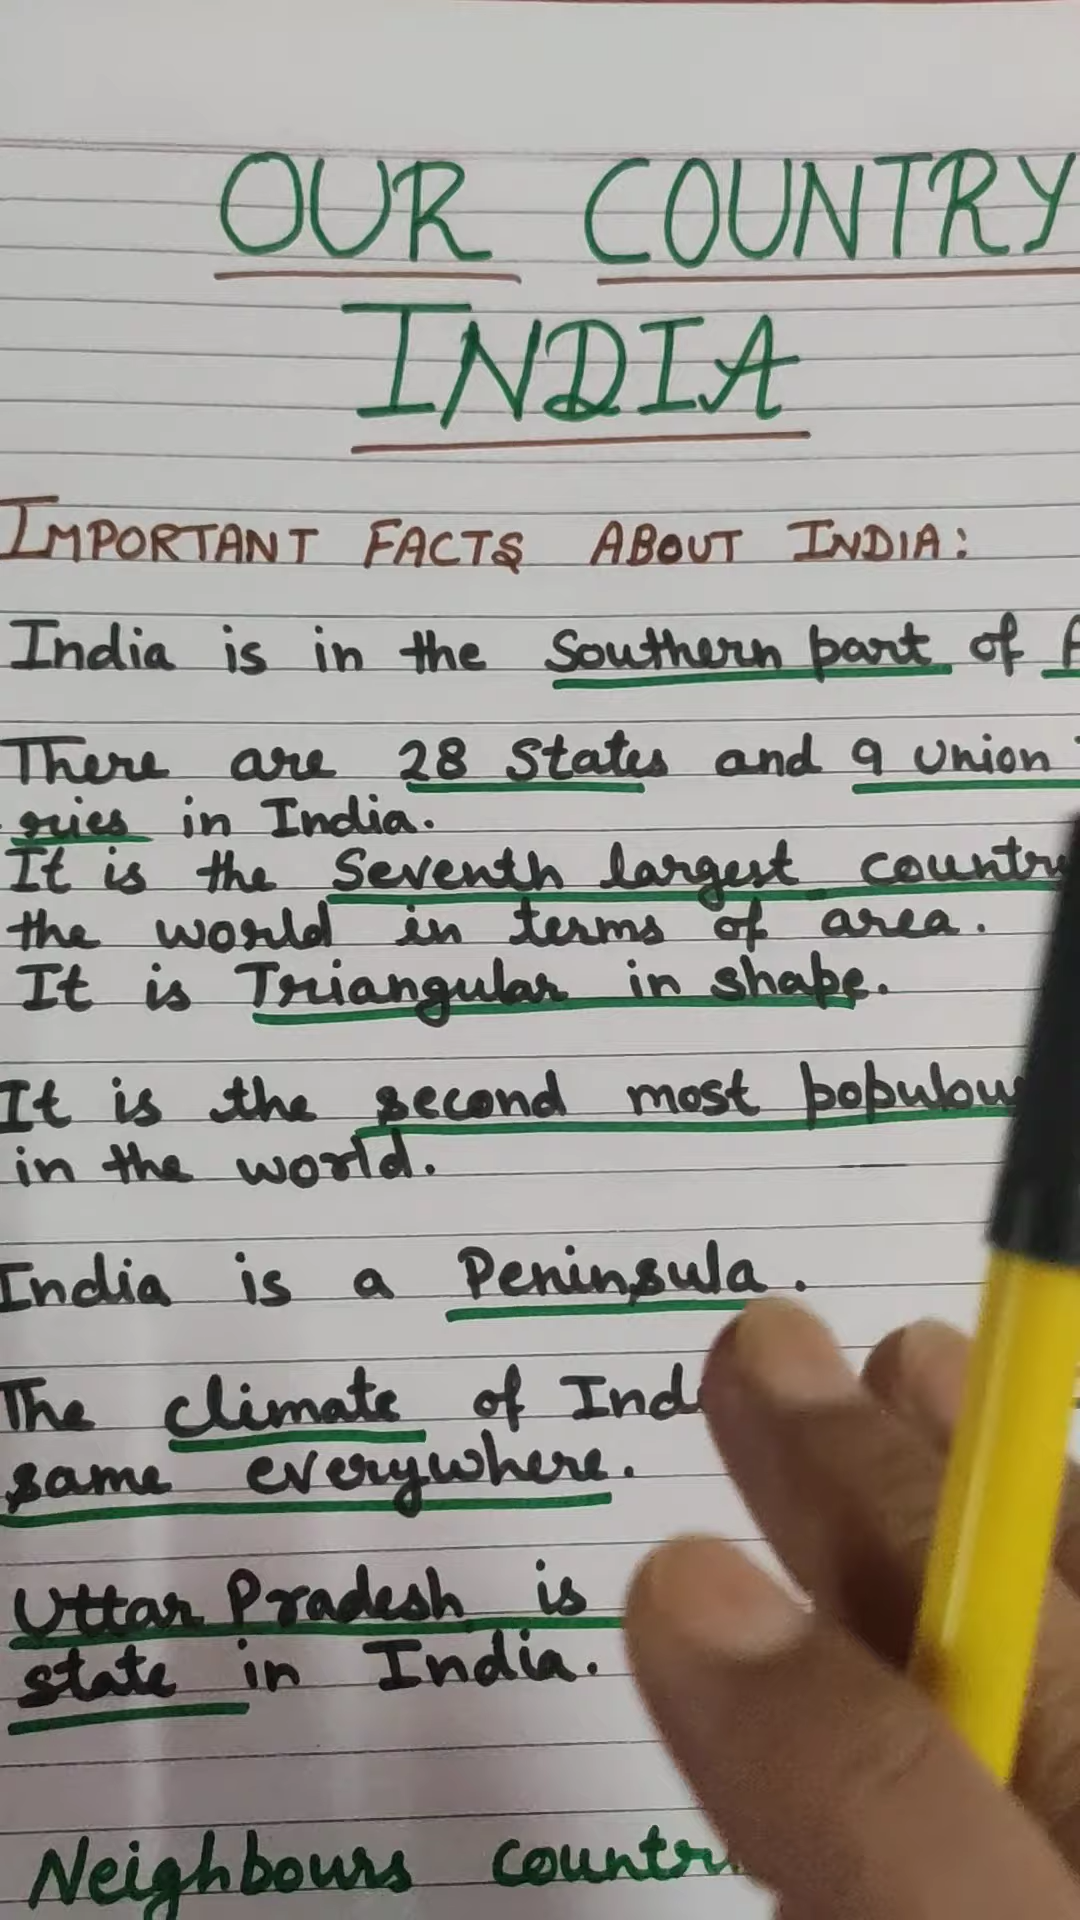 OUR COUNTRY
INDIA
IMPORTANT FACTS ABOUT INDIA:
India is in the Southern part of
There are 28 States and 9 Union
ries in India.
It is the Seventh largest country
the world in terms of area.
It is Triangular in shape.
It is the second most populous
in the world.
India is a Peninsula.
The climate of
same everywhere.
Uttar Pradesh is
state in India.
Neighbours